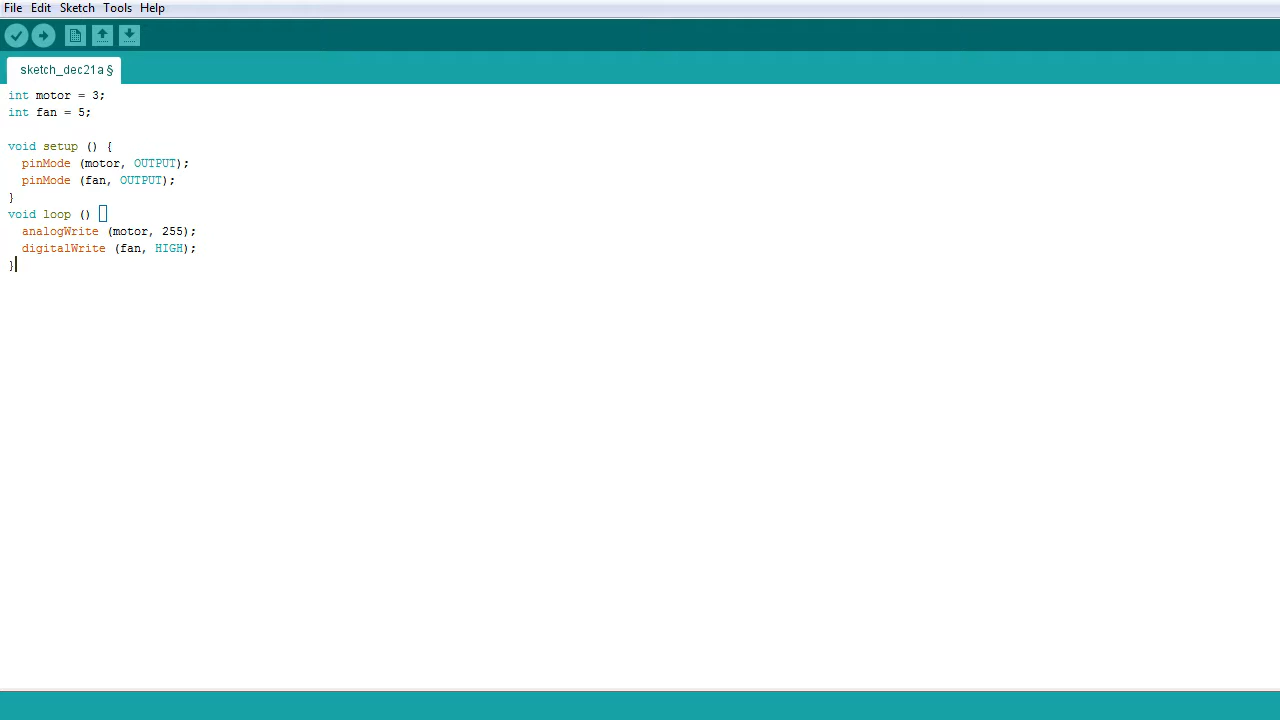 File Edit Sketch Tools Help
sketch_dec21a §
int motor = 3;
int fan = 5;
void setup () {
  pinMode (motor, OUTPUT);
  pinMode (fan, OUTPUT);
}
void loop () {
  analogWrite (motor, 255);
  digitalWrite (fan, HIGH);
}